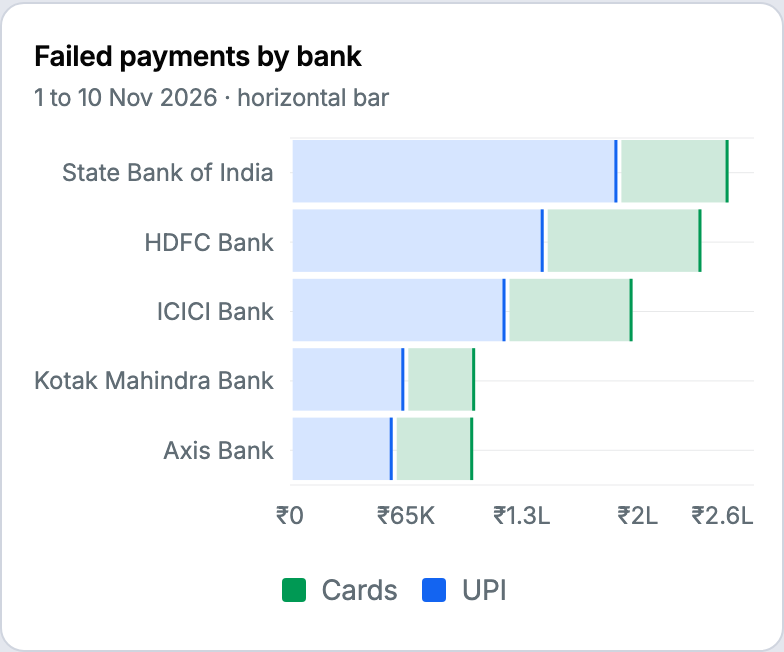 Failed payments by bank
1 to 10 Nov 2026 · horizontal bar
State Bank of India
HDFC Bank
ICICI Bank
Kotak Mahindra Bank
Axis Bank
₹0 ₹65K ₹1.3L ₹2L ₹2.6L
Cards UPI